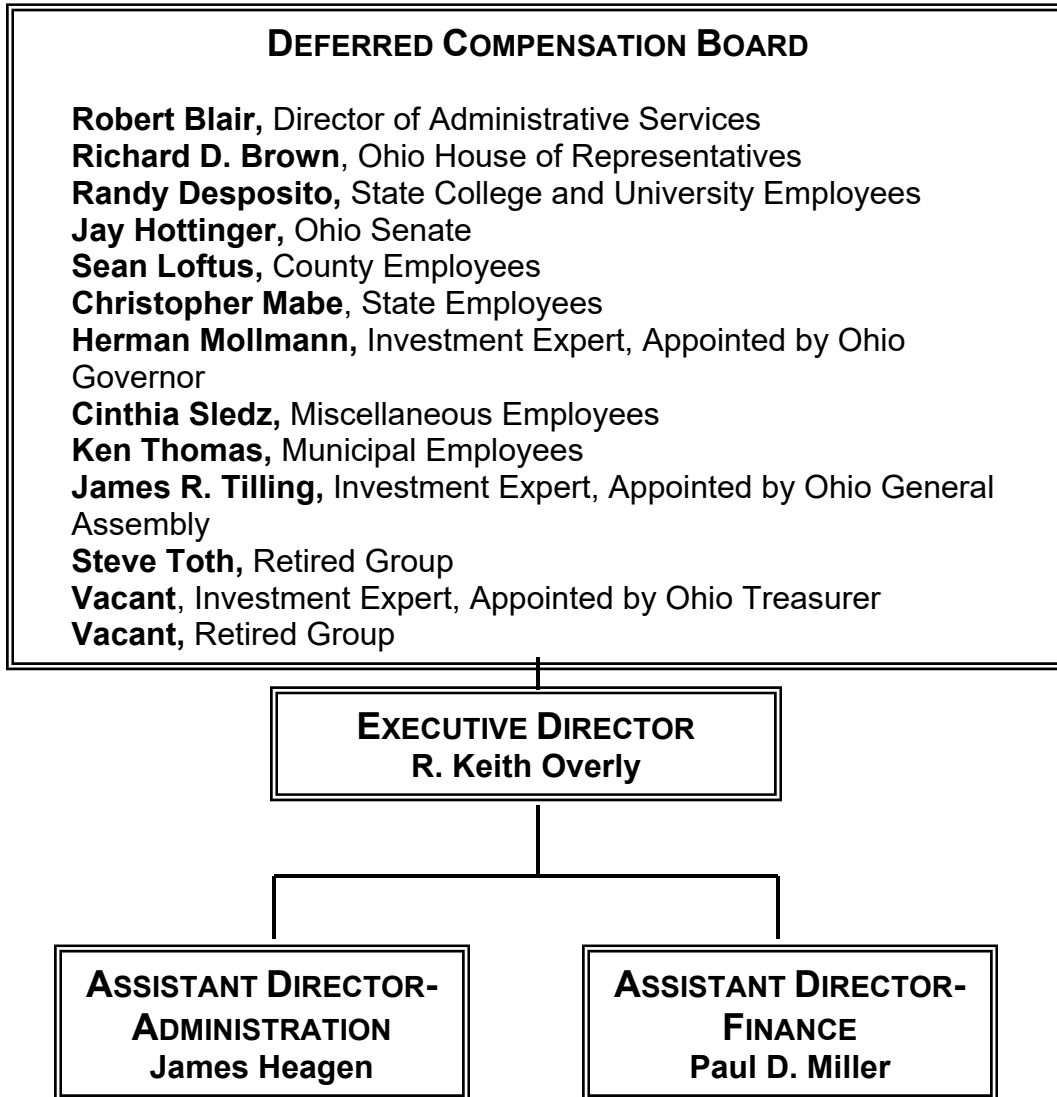 DEFERRED COMPENSATION BOARD
Robert Blair, Director of Administrative Services
Richard D. Brown, Ohio House of Representatives
Randy Desposito, State College and University Employees
Jay Hottinger, Ohio Senate
Sean Loftus, County Employees
Christopher Mabe, State Employees
Herman Mollmann, Investment Expert, Appointed by Ohio
Governor
Cinthia Sledz, Miscellaneous Employees
Ken Thomas, Municipal Employees
James R. Tilling, Investment Expert, Appointed by Ohio General
Assembly
Steve Toth, Retired Group
Vacant, Investment Expert, Appointed by Ohio Treasurer
Vacant, Retired Group
EXECUTIVE DIRECTOR
R. Keith Overly
ASSISTANT DIRECTOR-
ADMINISTRATION
James Heagen
ASSISTANT DIRECTOR-
FINANCE
Paul D. Miller